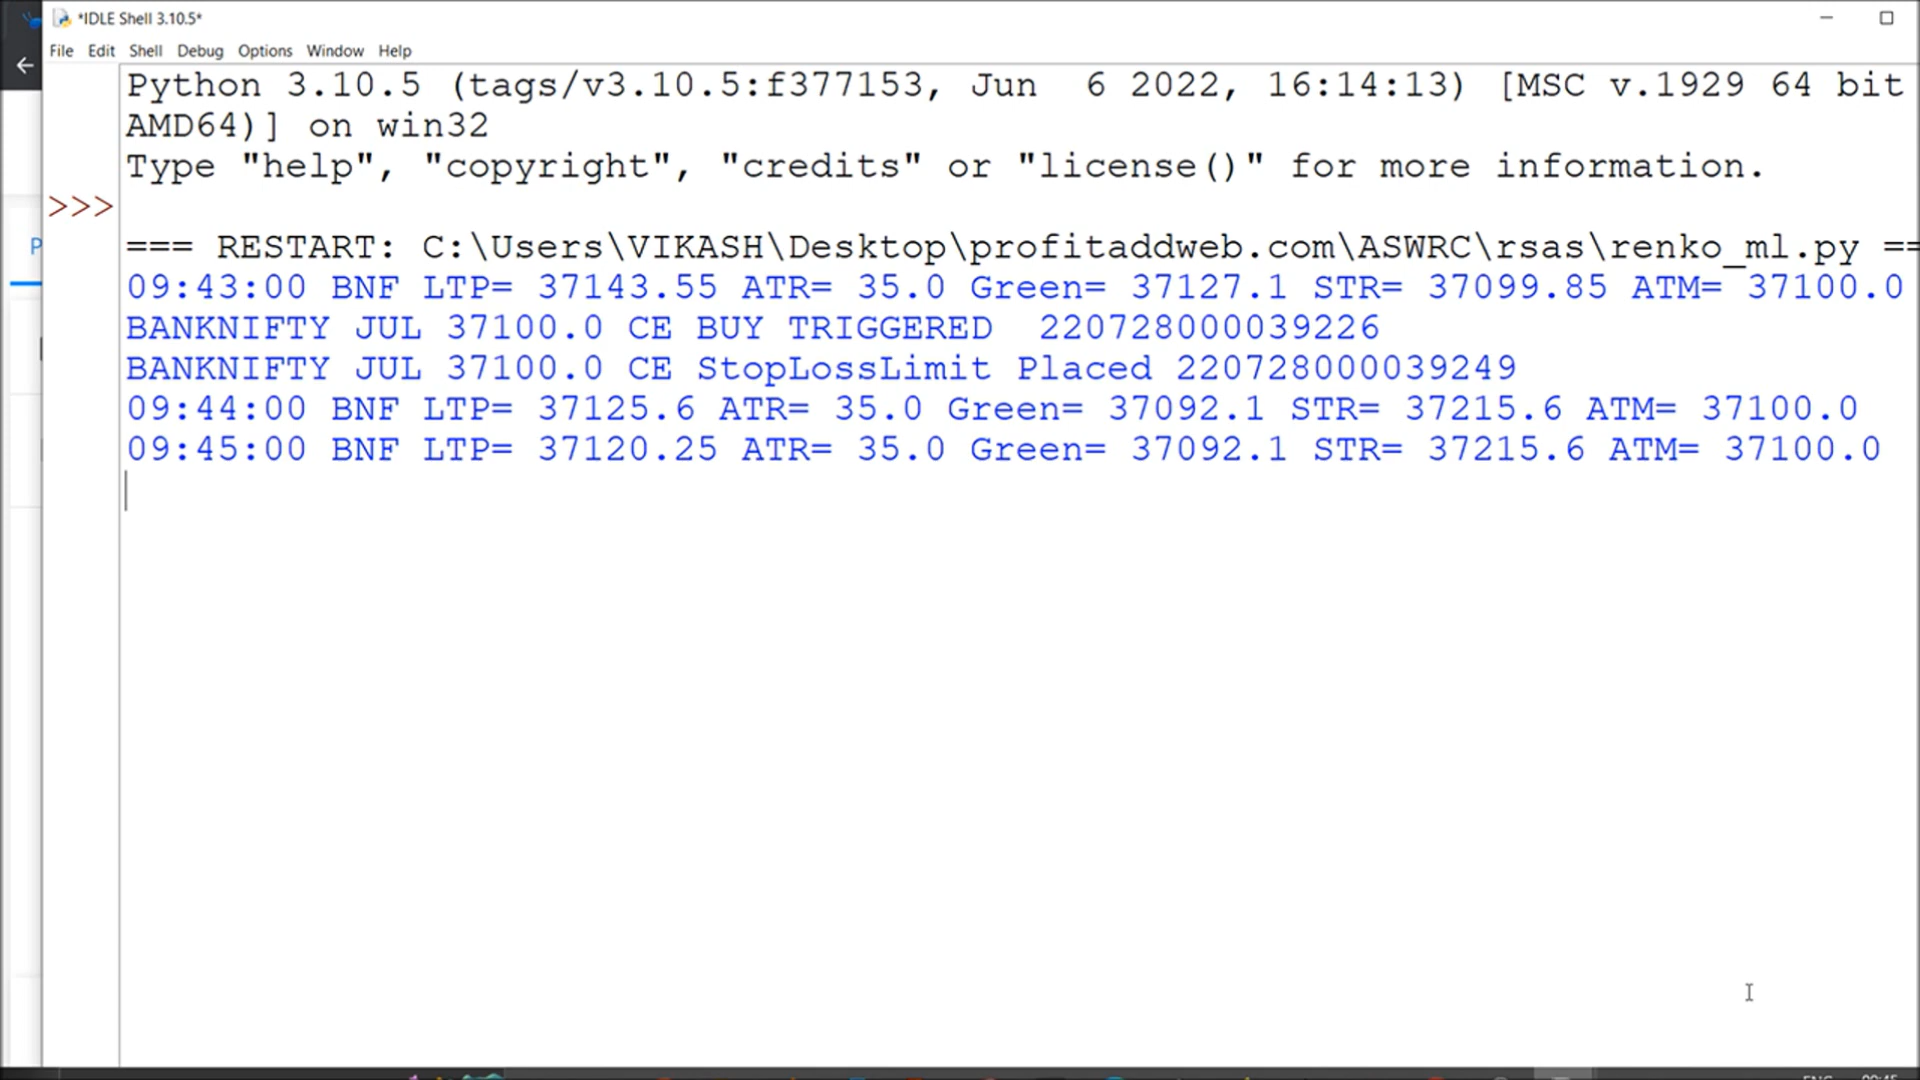 *IDLE Shell 3.10.5*
File Edit Shell Debug Options Window Help
Python 3.10.5 (tags/v3.10.5:f377153, Jun  6 2022, 16:14:13) [MSC v.1929 64 bit
AMD64)] on win32
Type "help", "copyright", "credits" or "license()" for more information.
>>>
=== RESTART: C:\Users\VIKASH\Desktop\profitaddweb.com\ASWRC\rsas\renko_ml.py ==
09:43:00 BNF LTP= 37143.55 ATR= 35.0 Green= 37127.1 STR= 37099.85 ATM= 37100.0
BANKNIFTY JUL 37100.0 CE BUY TRIGGERED  220728000039226
BANKNIFTY JUL 37100.0 CE StopLossLimit Placed 220728000039249
09:44:00 BNF LTP= 37125.6 ATR= 35.0 Green= 37092.1 STR= 37215.6 ATM= 37100.0
09:45:00 BNF LTP= 37120.25 ATR= 35.0 Green= 37092.1 STR= 37215.6 ATM= 37100.0